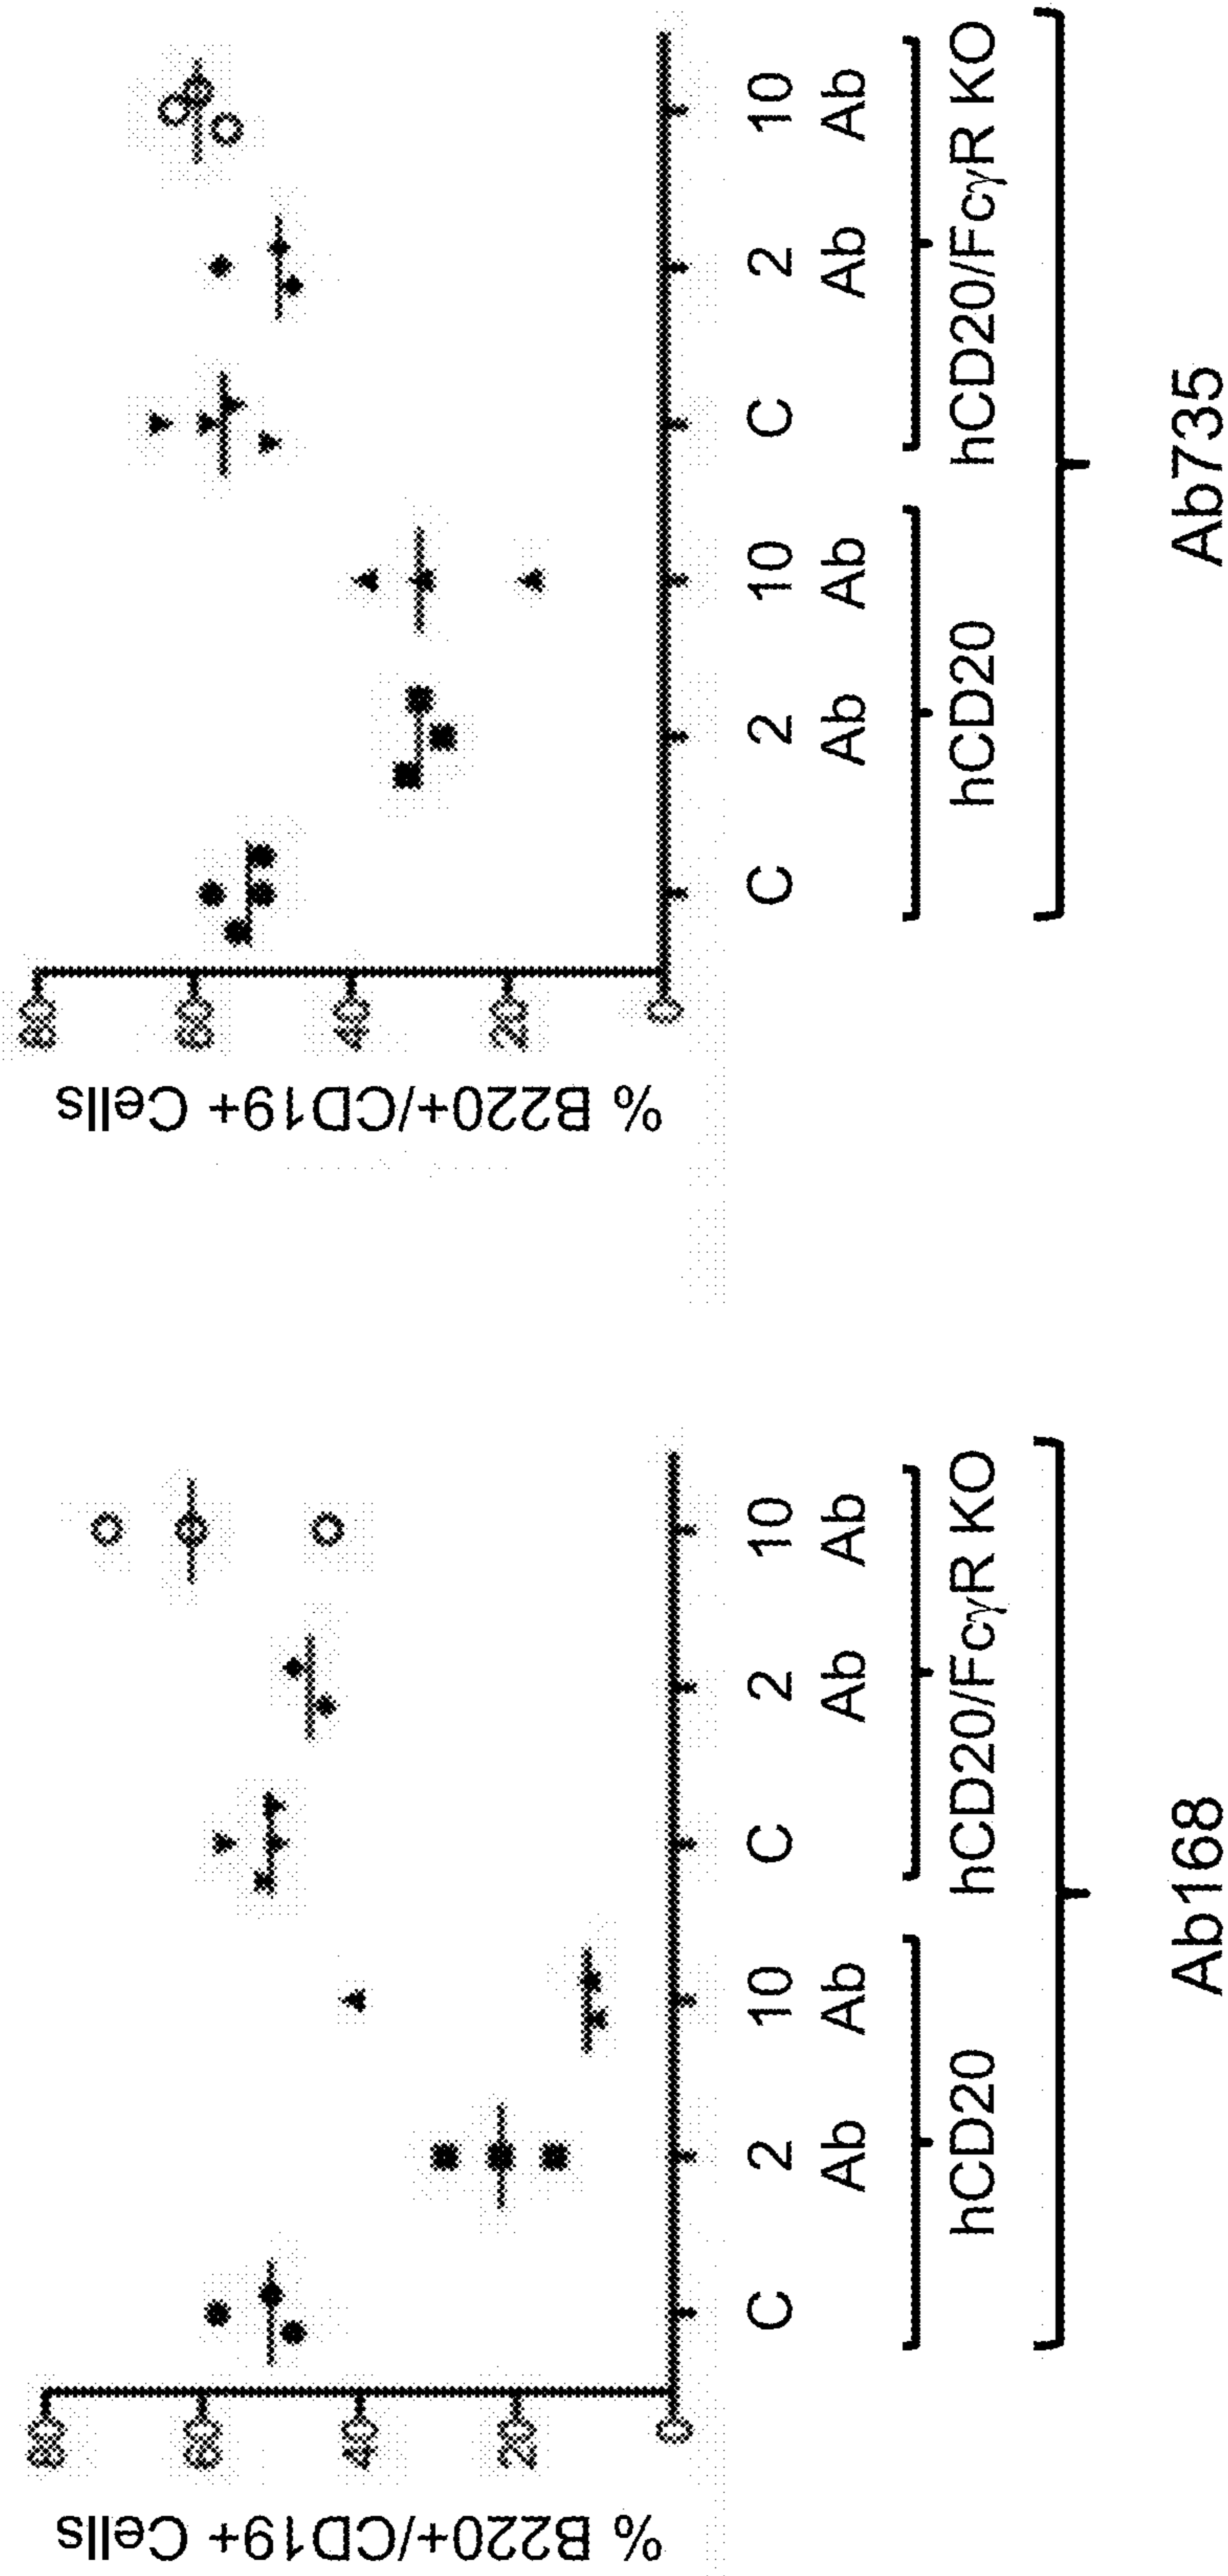 % B220+/CD19+ Cells
80
60
40
20
0
C 2 10 C 2 10
Ab Ab Ab Ab
hCD20 hCD20/FcγR KO
Ab168
% B220+/CD19+ Cells
80
60
40
20
0
C 2 10 C 2 10
Ab Ab Ab Ab
hCD20 hCD20/FcγR KO
Ab735